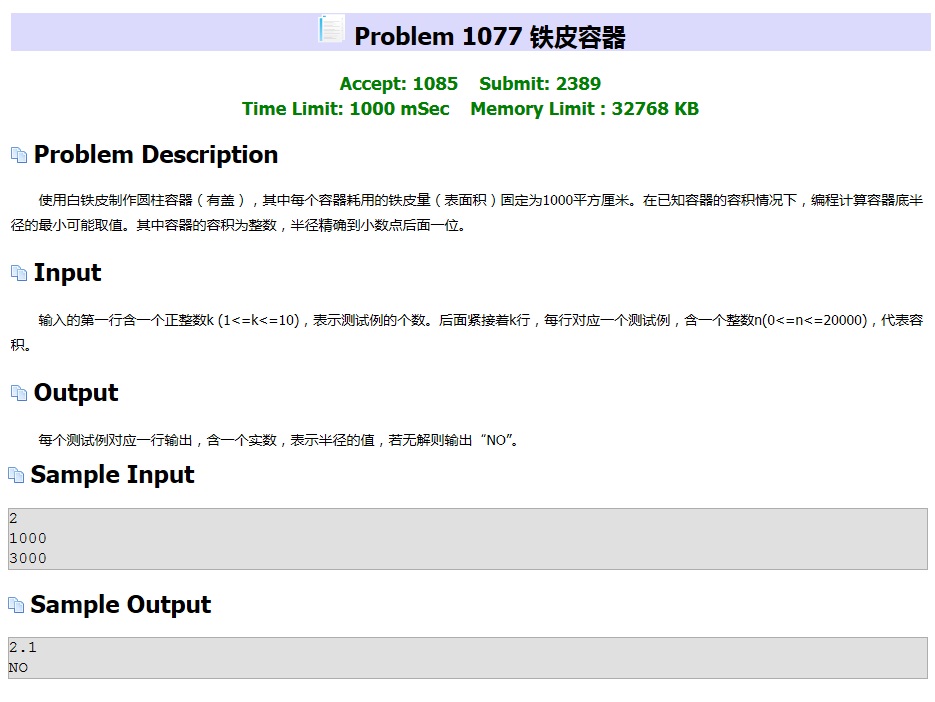 Problem 1077 铁皮容器
Accept: 1085 Submit: 2389
Time Limit: 1000 mSec Memory Limit : 32768 KB
Problem Description
使用白铁皮制作圆柱容器（有盖），其中每个容器耗用的铁皮量（表面积）固定为1000平方厘米。在已知容器的容积情况下，编程计算容器底半
径的最小可能取值。其中容器的容积为整数，半径精确到小数点后面一位。
Input
输入的第一行含一个正整数k (1<=k<=10)，表示测试例的个数。后面紧接着k行，每行对应一个测试例，含一个整数n(0<=n<=20000)，代表容
积。
Output
每个测试例对应一行输出，含一个实数，表示半径的值，若无解则输出“NO”。
Sample Input
2
1000
3000
Sample Output
2.1
NO